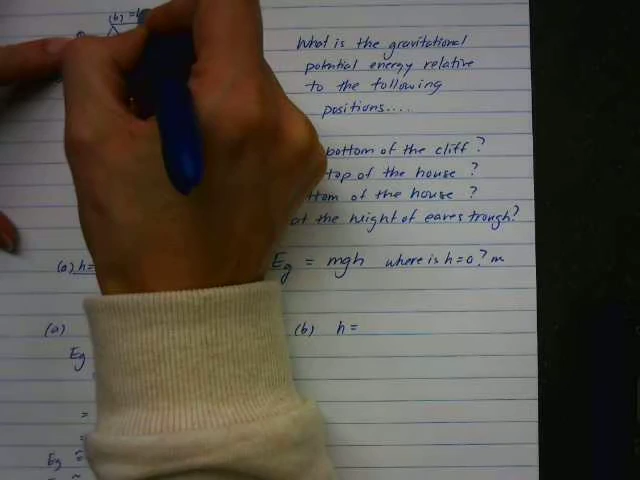 (b) =
What is the gravitational
potential energy relative
to the following
positions....
bottom of the cliff?
top of the house?
ttom of the house?
at the height of eaves trough?
(a) h=
Eg = mgh where is h=0? m
(a)
(b) h=
Eg
=
=
Eg